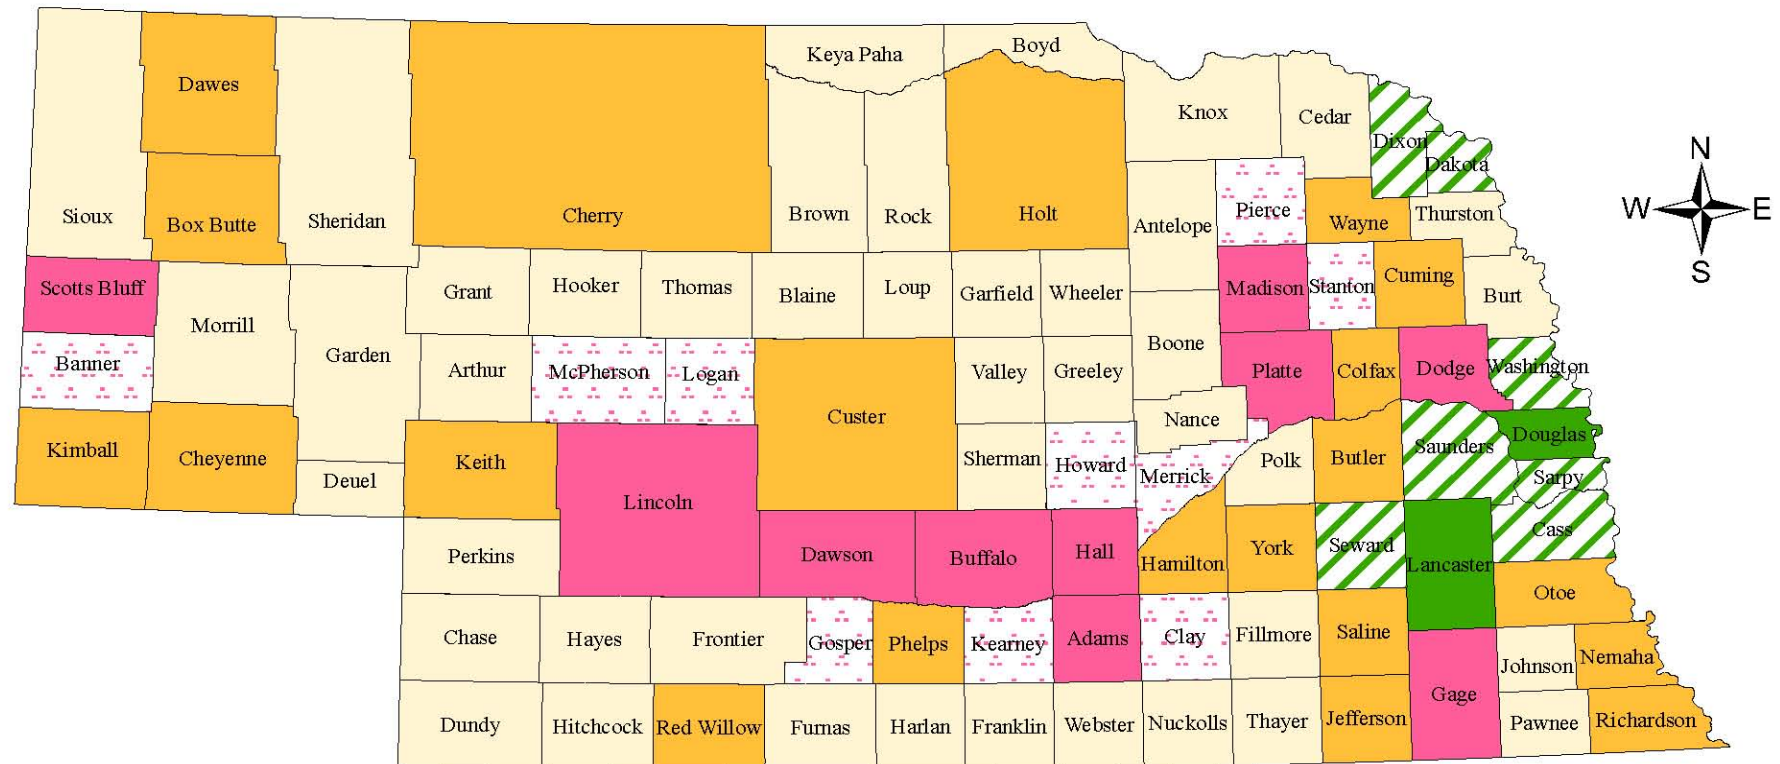 Boyd
Keya Paha
Dawes
Knox
Cedar
Dixon
Dakota
N
W
E
S
Sioux
Box Butte
Sheridan
Cherry
Brown
Rock
Holt
Antelope
Pierce
Wayne
Thurston
Scotts Bluff
Morrill
Grant
Hooker
Thomas
Blaine
Loup
Garfield
Wheeler
Madison
Stanton
Cuming
Burt
Banner
Garden
Arthur
McPherson
Logan
Custer
Valley
Greeley
Boone
Platte
Colfax
Dodge
Washington
Kimball
Cheyenne
Deuel
Keith
Lincoln
Sherman
Howard
Nance
Merrick
Polk
Butler
Saunders
Douglas
Sarpy
Perkins
Dawson
Buffalo
Hall
Hamilton
York
Seward
Lancaster
Cass
Otoe
Chase
Hayes
Frontier
Gosper
Phelps
Kearney
Adams
Clay
Fillmore
Saline
Johnson
Nemaha
Dundy
Hitchcock
Red Willow
Furnas
Harlan
Franklin
Webster
Nuckolls
Thayer
Jefferson
Gage
Pawnee
Richardson